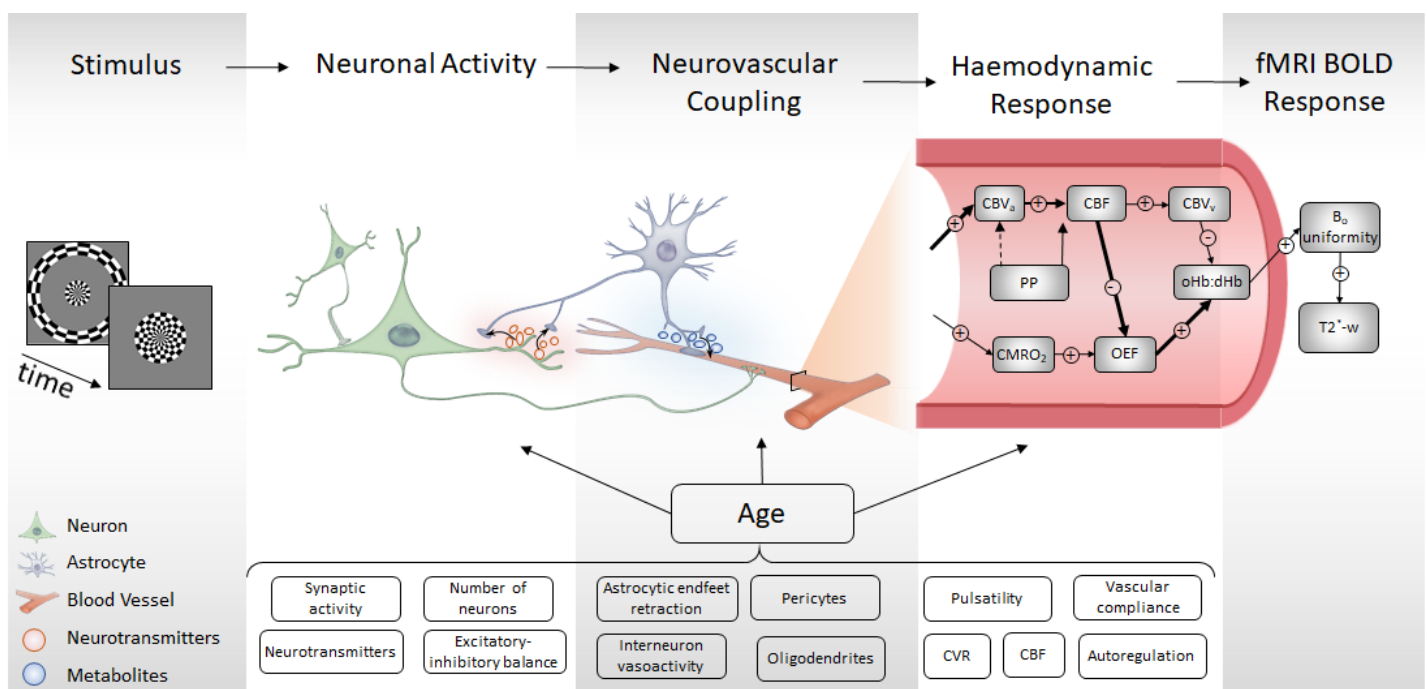 Stimulus
Neuronal Activity
Neurovascular
Coupling
Haemodynamic
Response
fMRI BOLD
Response
time
CBVₐ
+
+
CBF
+
CBVᵥ
-
PP
-
oHb:dHb
+
+
CMRO₂
+
OEF
+
B₀
uniformity
+
T2*-w
Neuron
Astrocyte
Blood Vessel
Neurotransmitters
Metabolites
Age
Synaptic
activity
Number of
neurons
Neurotransmitters
Excitatory-
inhibitory balance
Astrocytic endfeet
retraction
Pericytes
Interneuron
vasoactivity
Oligodendrites
Pulsatility
Vascular
compliance
CVR
CBF
Autoregulation